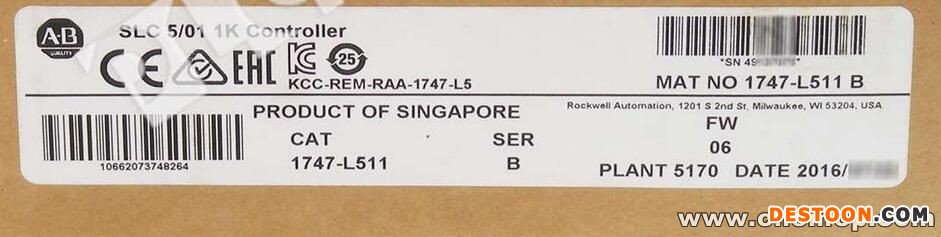 A-B
QUALITY
SLC 5/01 1K Controller
CE
EAC
25
KCC-REM-RAA-1747-L5
MAT NO 1747-L511 B
PRODUCT OF SINGAPORE
Rockwell Automation, 1201 S 2nd St, Milwaukee, WI 53204, USA
CAT
SER
FW
1747-L511
B
06
10662073748264
PLANT 5170 DATE 2016/
DESTOON.COM